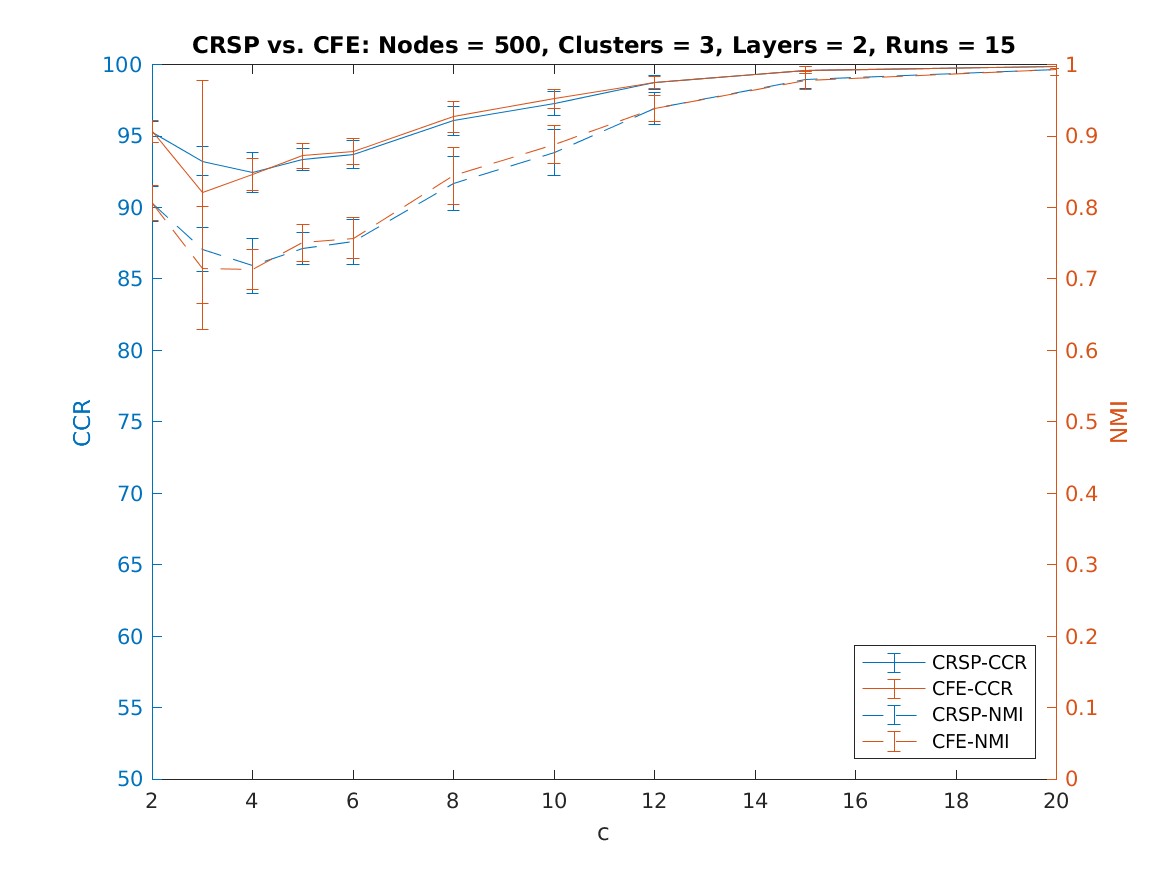 CRSP vs. CFE: Nodes = 500, Clusters = 3, Layers = 2, Runs = 15
100
95
90
85
80
75
70
65
60
55
50
CCR
1
0.9
0.8
0.7
0.6
0.5
0.4
0.3
0.2
0.1
0
NMI
CRSP-CCR
CFE-CCR
CRSP-NMI
CFE-NMI
2 4 6 8 10 12 14 16 18 20
c